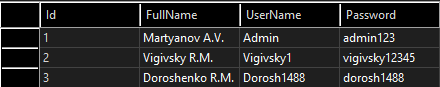 Id FullName UserName Password
1 Martyanov A.V. Admin admin123
2 Vigivsky R.M. Vigivsky1 vigivsky12345
3 Doroshenko R.M. Dorosh1488 dorosh1488